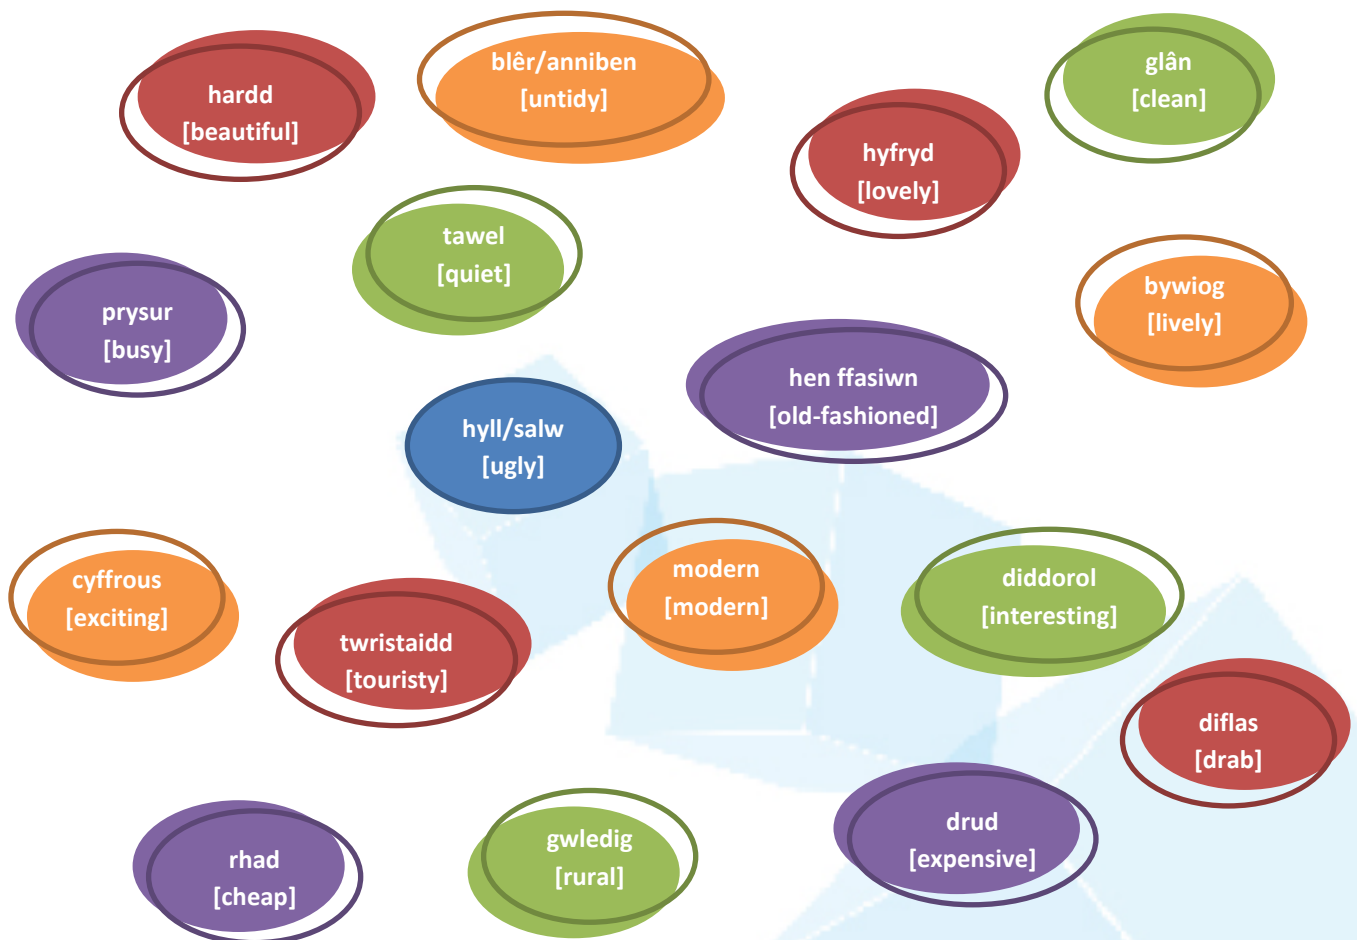 hardd
[beautiful]
blêr/anniben
[untidy]
glân
[clean]
hyfryd
[lovely]
tawel
[quiet]
prysur
[busy]
bywiog
[lively]
hen ffasiwn
[old-fashioned]
hyll/salw
[ugly]
cyffrous
[exciting]
twristaidd
[touristy]
modern
[modern]
diddorol
[interesting]
diflas
[drab]
rhad
[cheap]
gwledig
[rural]
drud
[expensive]